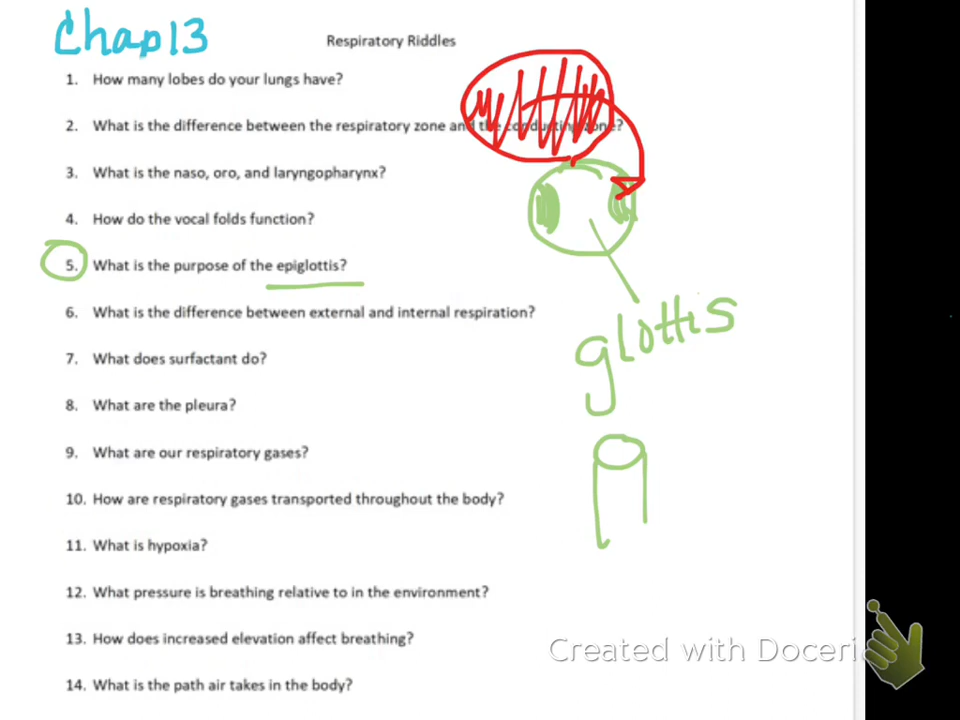 Chap 13
Respiratory Riddles
1. How many lobes do your lungs have?
2. What is the difference between the respiratory zone and the conducting zone?
3. What is the naso, oro, and laryngopharynx?
4. How do the vocal folds function?
5. What is the purpose of the epiglottis?
glottis
6. What is the difference between external and internal respiration?
7. What does surfactant do?
8. What are the pleura?
9. What are our respiratory gases?
10. How are respiratory gases transported throughout the body?
11. What is hypoxia?
12. What pressure is breathing relative to in the environment?
13. How does increased elevation affect breathing?
Created with Doceri
14. What is the path air takes in the body?